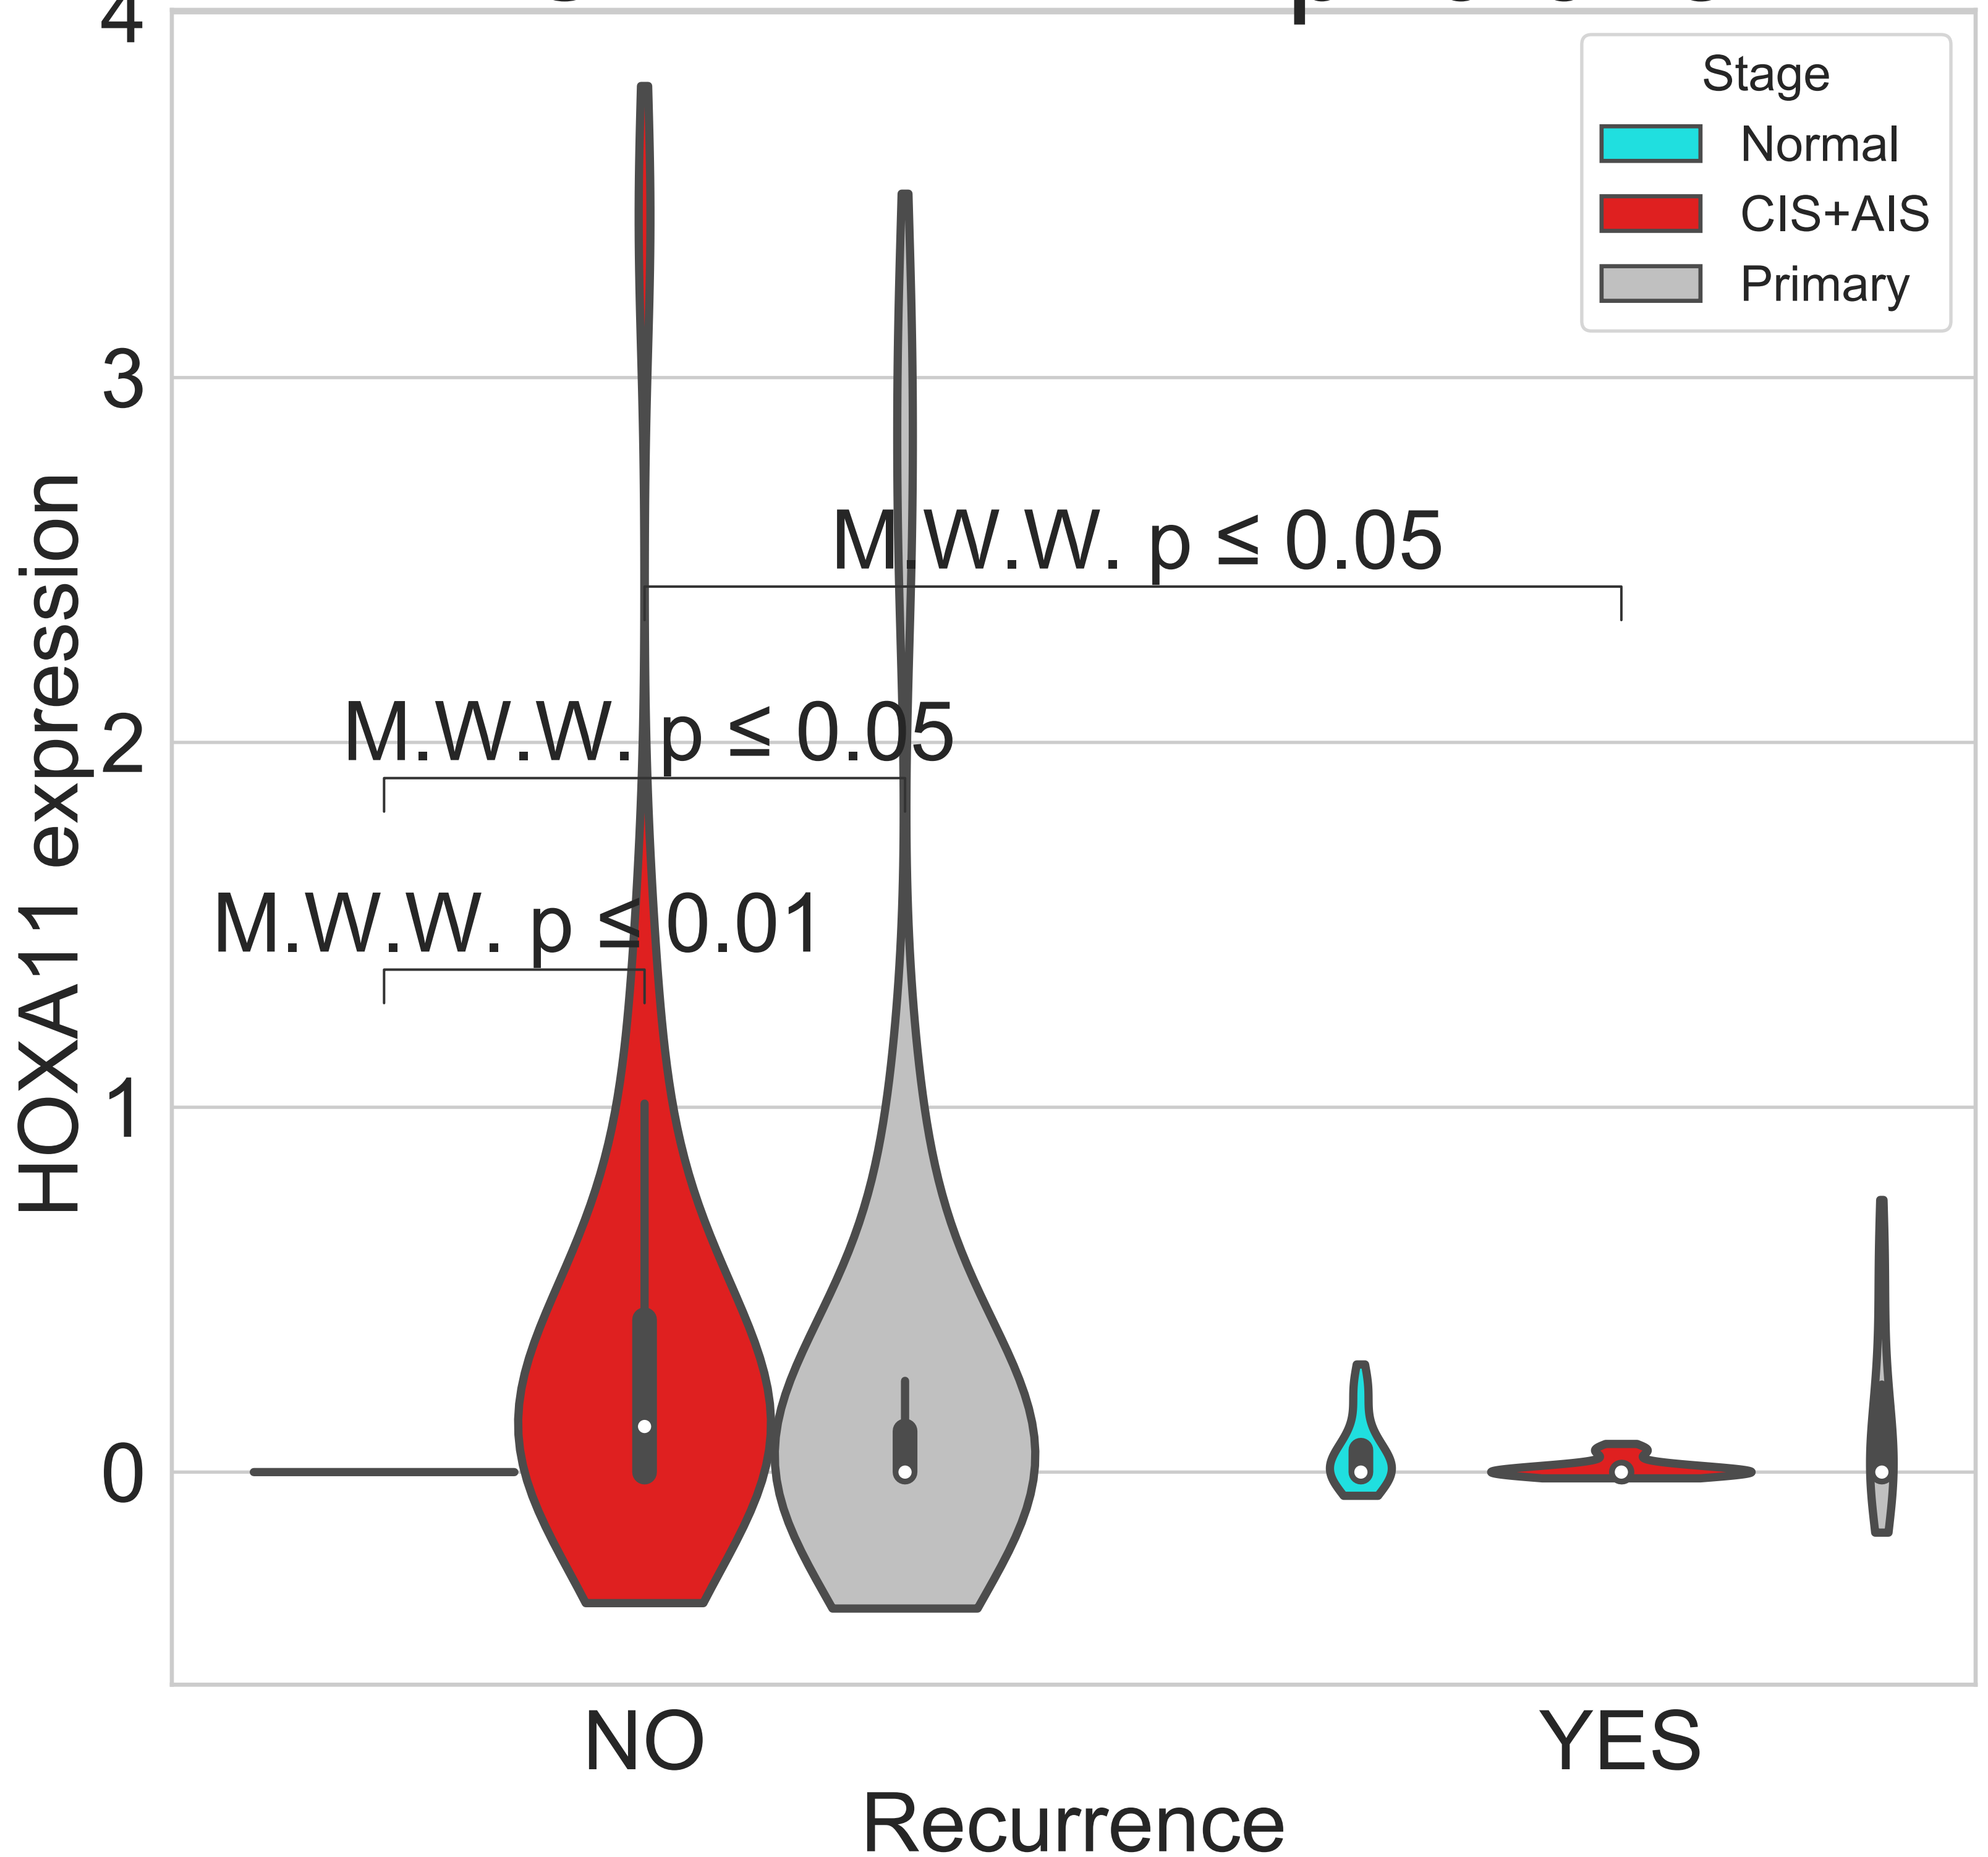 4
3
2
1
0
HOXA11 expression
Stage
Normal
CIS+AIS
Primary
M.W.W. p ≤ 0.05
M.W.W. p ≤ 0.05
M.W.W. p ≤ 0.01
NO
YES
Recurrence